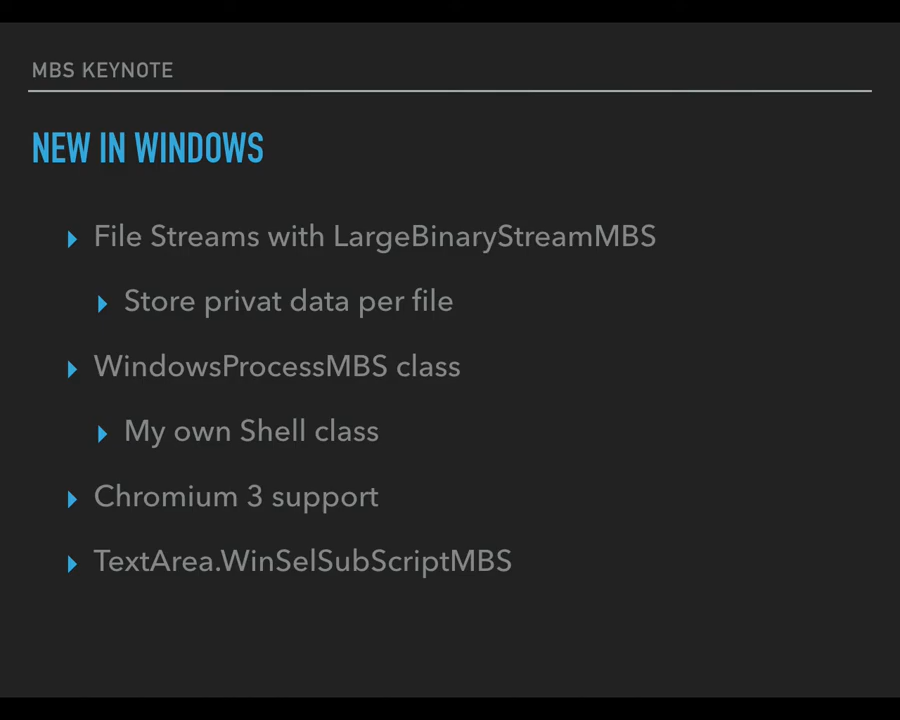 MBS KEYNOTE
NEW IN WINDOWS
File Streams with LargeBinaryStreamMBS
Store privat data per file
WindowsProcessMBS class
My own Shell class
Chromium 3 support
TextArea.WinSelSubScriptMBS